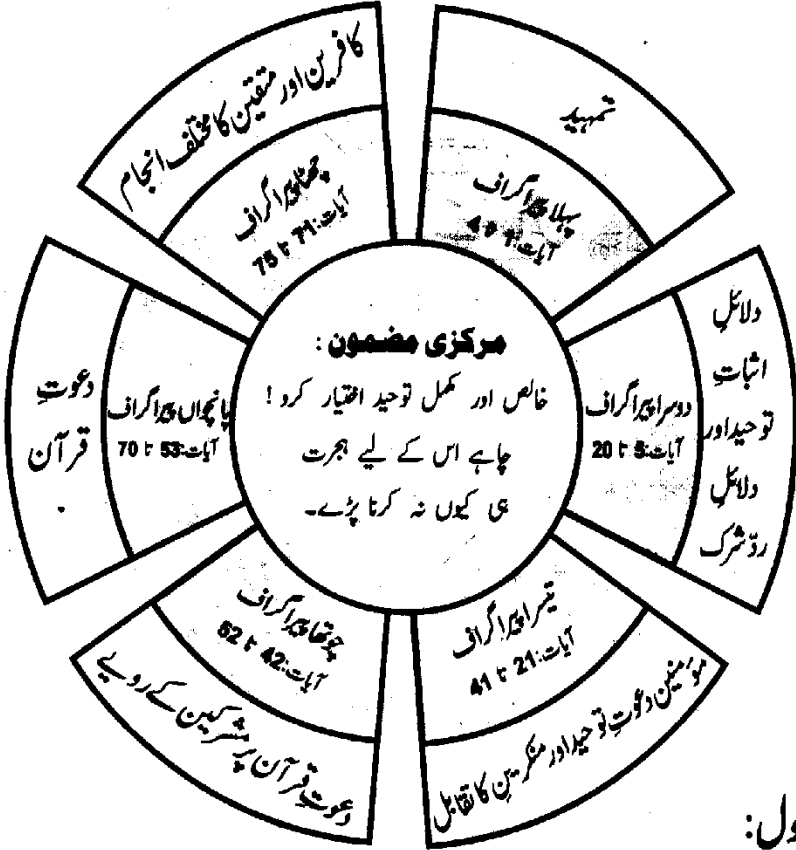 مرکزی مضمون :
خالص اور مکمل توحید اختیار کرو !
چاہے اس کے لیے ہجرت
ہی کیوں نہ کرنا پڑے۔
تمہید
پہلا پیراگراف
آیات:1 تا 4
دلائلِ
اثباتِ
توحید اور
دلائلِ
ردّ شرک
دوسرا پیراگراف
آیات:5 تا 20
مؤمنین دعوتِ توحید اور منکرین کا تقابل
تیسرا پیراگراف
آیات:21 تا 41
دعوتِ قرآن پر مشرکین کے رویے
چوتھا پیراگراف
آیات:42 تا 52
دعوتِ
قرآن
پانچواں پیراگراف
آیات:53 تا 70
کافرین اور متقین کا مختلف انجام
چھٹا پیراگراف
آیات:71 تا 75